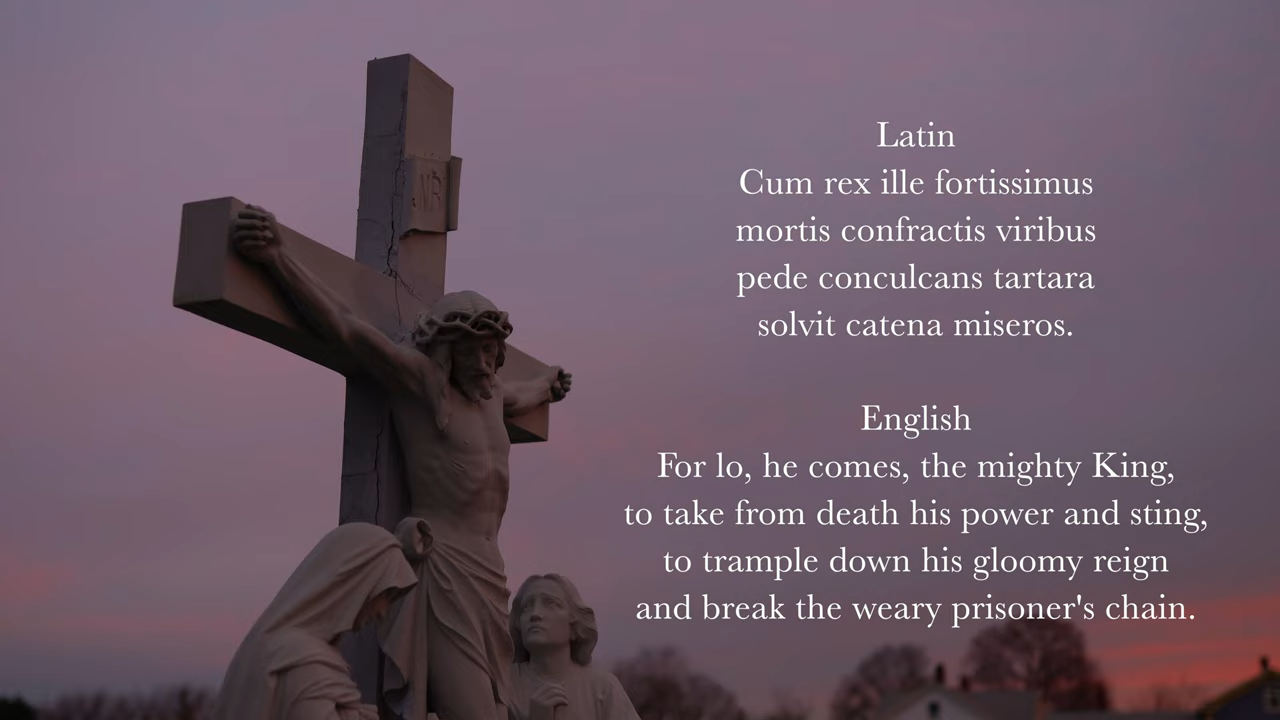 INRI
Latin
Cum rex ille fortissimus
mortis confractis viribus
pede conculcans tartara
solvit catena miseros.
English
For lo, he comes, the mighty King,
to take from death his power and sting,
to trample down his gloomy reign
and break the weary prisoner's chain.